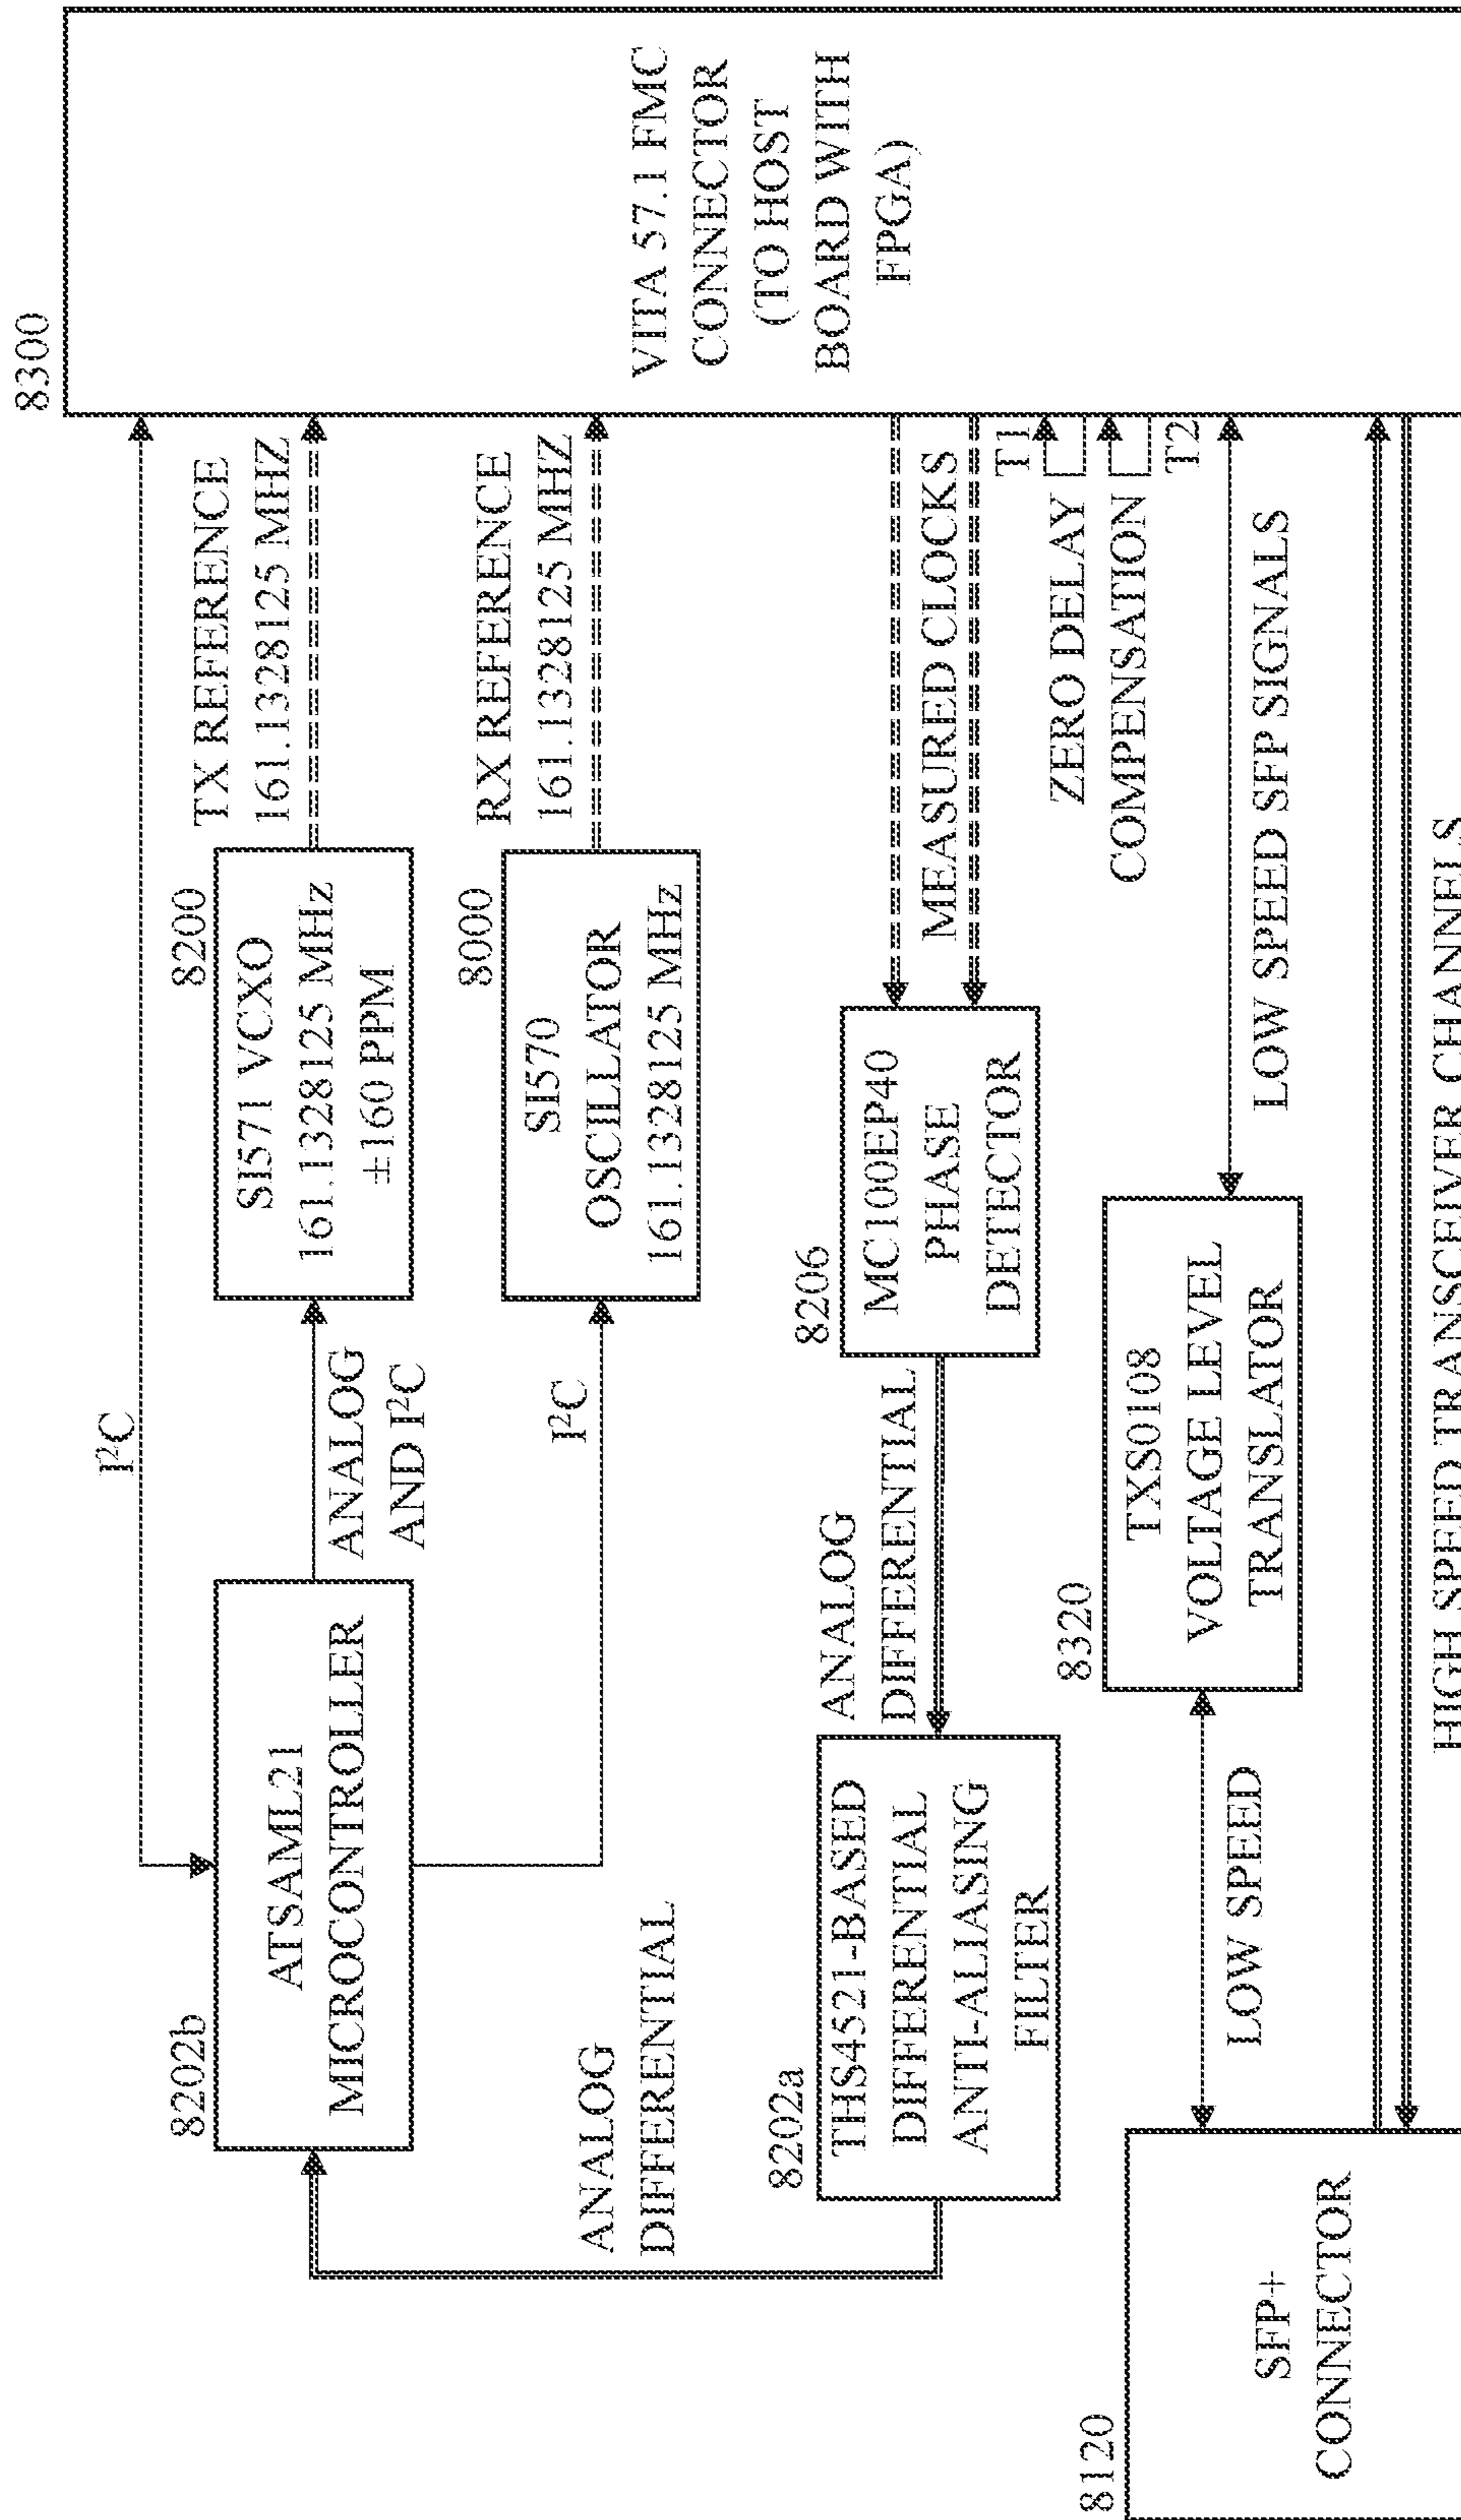 8300
VITA 57.1 FMC
CONNECTOR
(TO HOST
BOARD WITH
FPGA)
I²C
TX REFERENCE
161.1328125 MHZ
8200
SI571 VCXO
161.1328125 MHz
±160 PPM
ANALOG
AND I²C
8202b
ATSAML21
MICROCONTROLLER
RX REFERENCE
161.1328125 MHZ
8000
SI570
OSCILLATOR
161.1328125 MHz
I²C
ANALOG
DIFFERENTIAL
MEASURED CLOCKS
8206
MC100EP40
PHASE
DETECTOR
ANALOG
DIFFERENTIAL
8202a
THS4521-BASED
DIFFERENTIAL
ANTI-ALIASING
FILTER
T1
ZERO DELAY
COMPENSATION
T2
LOW SPEED SFP SIGNALS
8320
TXS0108
VOLTAGE LEVEL
TRANSLATOR
LOW SPEED
8120
SFP+
CONNECTOR
HIGH SPEED TRANSCEIVER CHANNELS